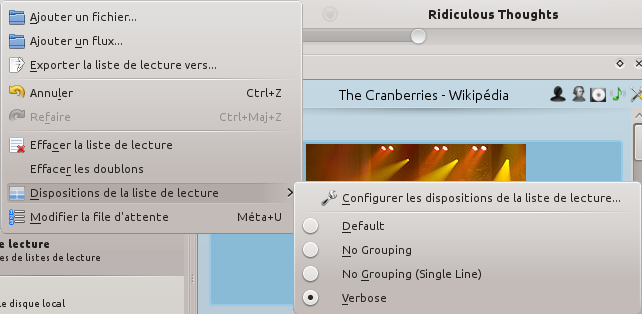 Ajouter un fichier...
Ajouter un flux...
Exporter la liste de lecture vers...
Annuler Ctrl+Z
Refaire Ctrl+Maj+Z
Effacer la liste de lecture
Effacer les doublons
Dispositions de la liste de lecture
Modifier la file d'attente Méta+U
Ridiculous Thoughts
The Cranberries - Wikipédia
Configurer les dispositions de la liste de lecture...
Default
No Grouping
No Grouping (Single Line)
Verbose
e lecture
es de listes de lecture
le disque local